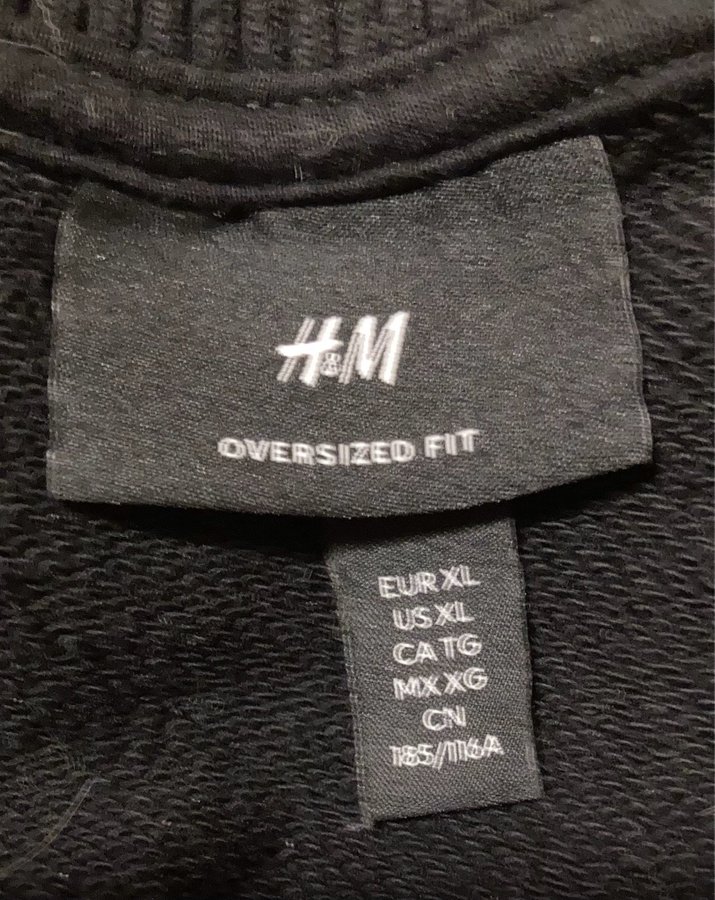 H&M
OVERSIZED FIT
EUR XL
US XL
CA TG
MX XG
CN
185/116A